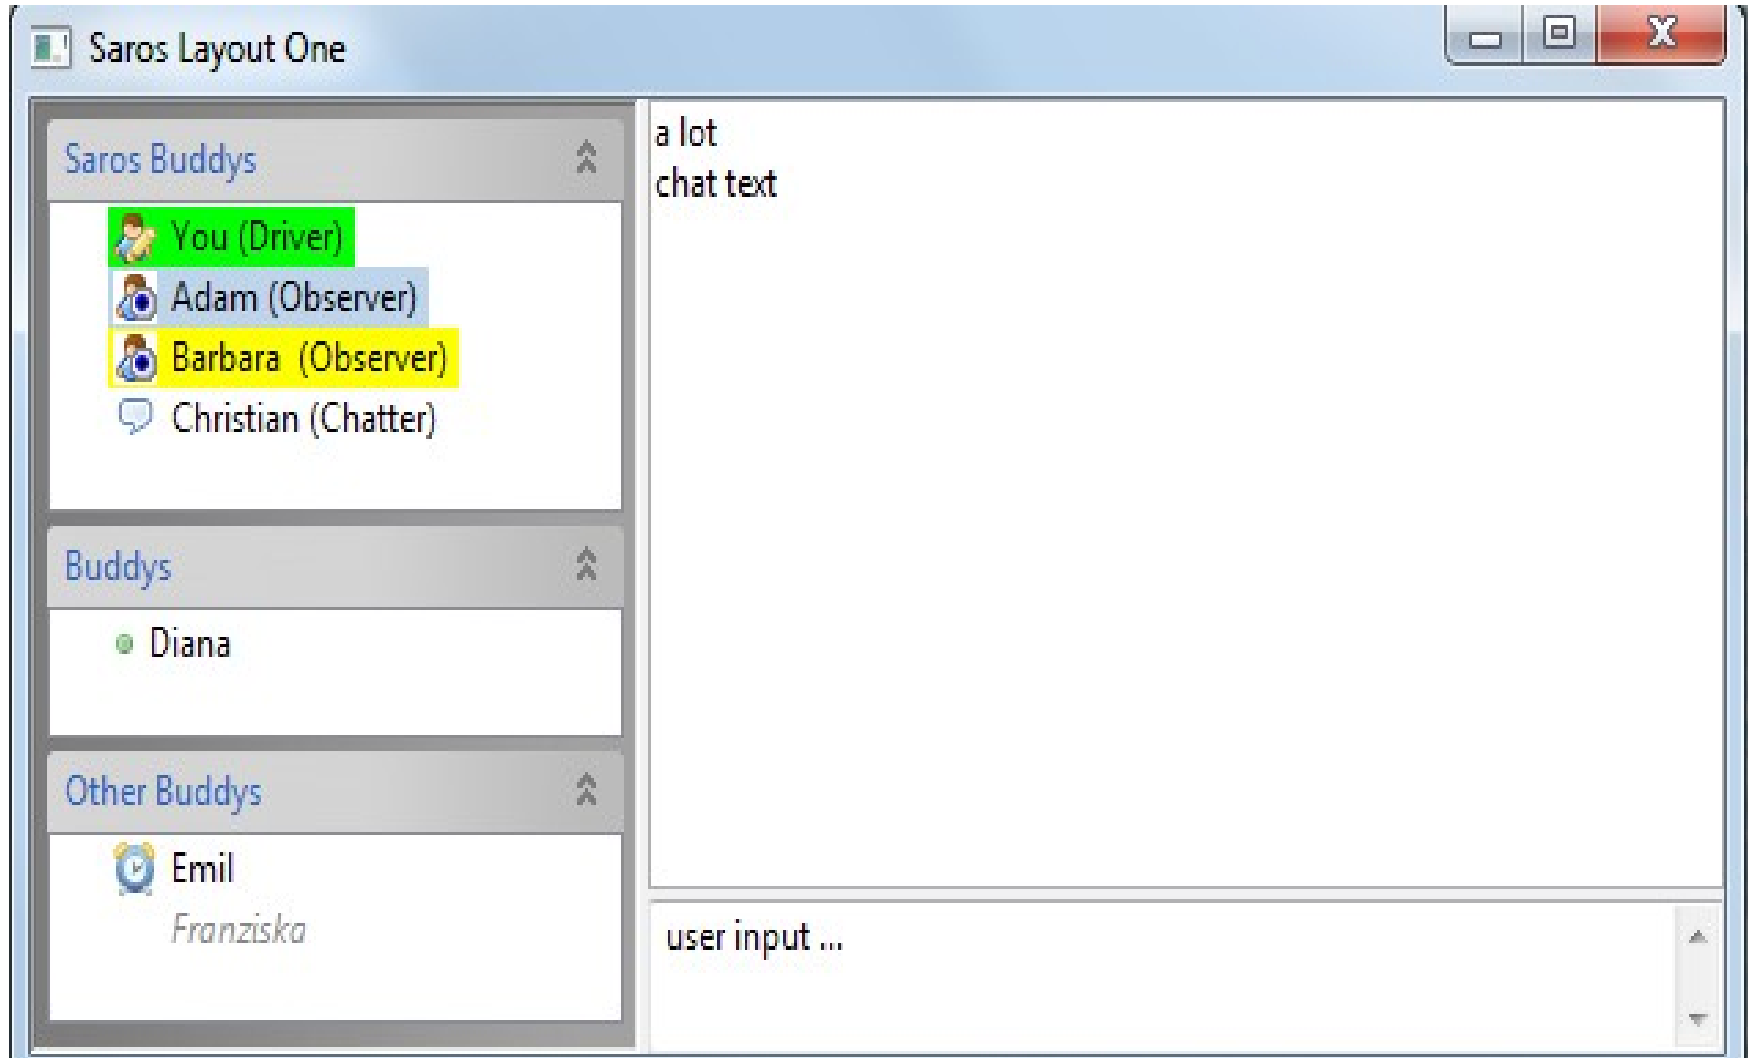 Saros Layout One
Saros Buddys
You (Driver)
Adam (Observer)
Barbara (Observer)
Christian (Chatter)
Buddys
Diana
Other Buddys
Emil
Franziska
a lot
chat text
user input ...